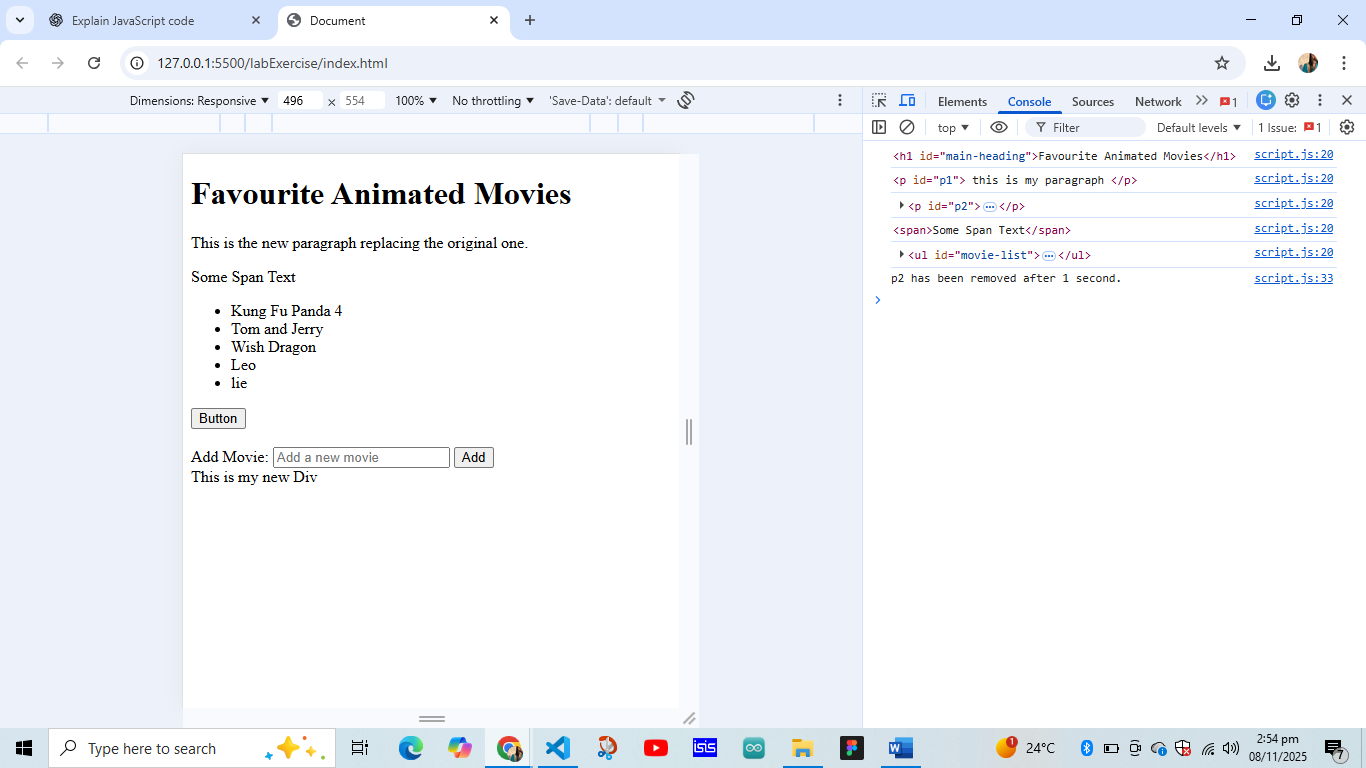 Explain JavaScript code
Document
127.0.0.1:5500/labExercise/index.html
Dimensions: Responsive 496 × 554 100% No throttling 'Save-Data': default
Elements Console Sources Network 1
top Filter Default levels 1 Issue: 1
Favourite Animated Movies
This is the new paragraph replacing the original one.
Some Span Text
Kung Fu Panda 4
Tom and Jerry
Wish Dragon
Leo
lie
Button
Add Movie: Add a new movie Add
This is my new Div
<h1 id="main-heading">Favourite Animated Movies</h1> script.js:20
<p id="p1"> this is my paragraph </p> script.js:20
<p id="p2">…</p> script.js:20
<span>Some Span Text</span> script.js:20
<ul id="movie-list">…</ul> script.js:20
p2 has been removed after 1 second. script.js:33
Type here to search
isis
1
24°C
2:54 pm
08/11/2025
7